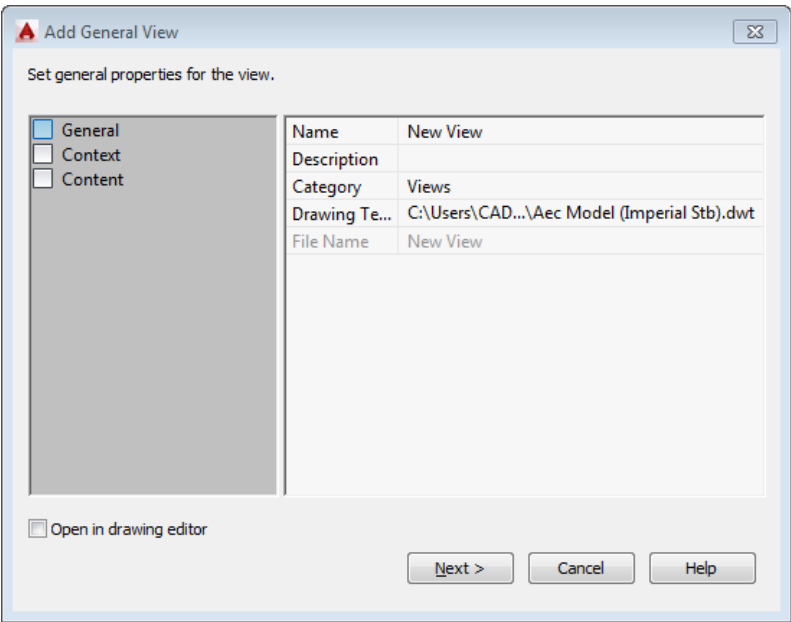 Add General View
Set general properties for the view.
General
Context
Content
Name New View
Description
Category Views
Drawing Te... C:\Users\CAD...\Aec Model (Imperial Stb).dwt
File Name New View
Open in drawing editor
Next > Cancel Help